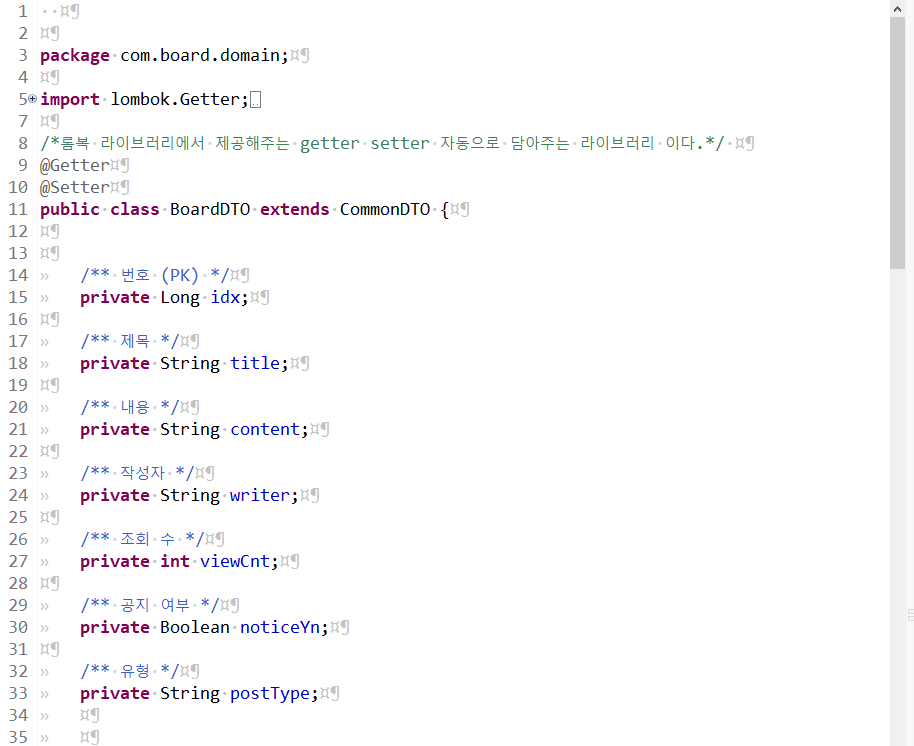 1
2
3 package com.board.domain;
4
5 import lombok.Getter;
7
8 /*롬복 라이브러리에서 제공해주는 getter setter 자동으로 담아주는 라이브러리 이다.*/
9 @Getter
10 @Setter
11 public class BoardDTO extends CommonDTO {
12
13
14 /** 번호 (PK) */
15 private Long idx;
16
17 /** 제목 */
18 private String title;
19
20 /** 내용 */
21 private String content;
22
23 /** 작성자 */
24 private String writer;
25
26 /** 조회 수 */
27 private int viewCnt;
28
29 /** 공지 여부 */
30 private Boolean noticeYn;
31
32 /** 유형 */
33 private String postType;
34
35